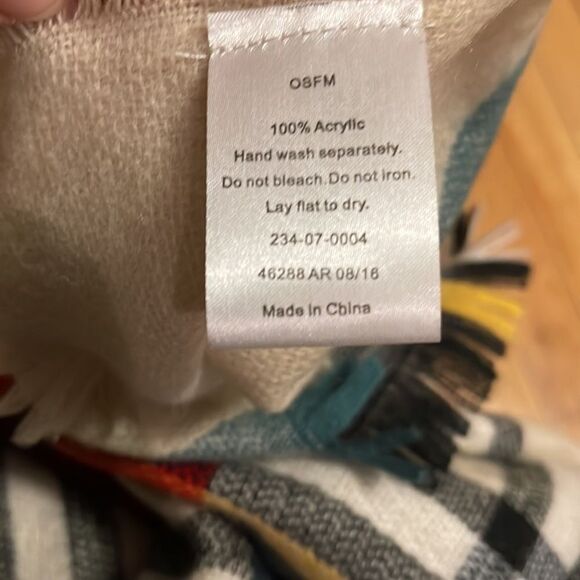 OSFM
100% Acrylic
Hand wash separately.
Do not bleach.Do not iron.
Lay flat to dry.
234-07-0004
46288 AR 08/18
Made in China